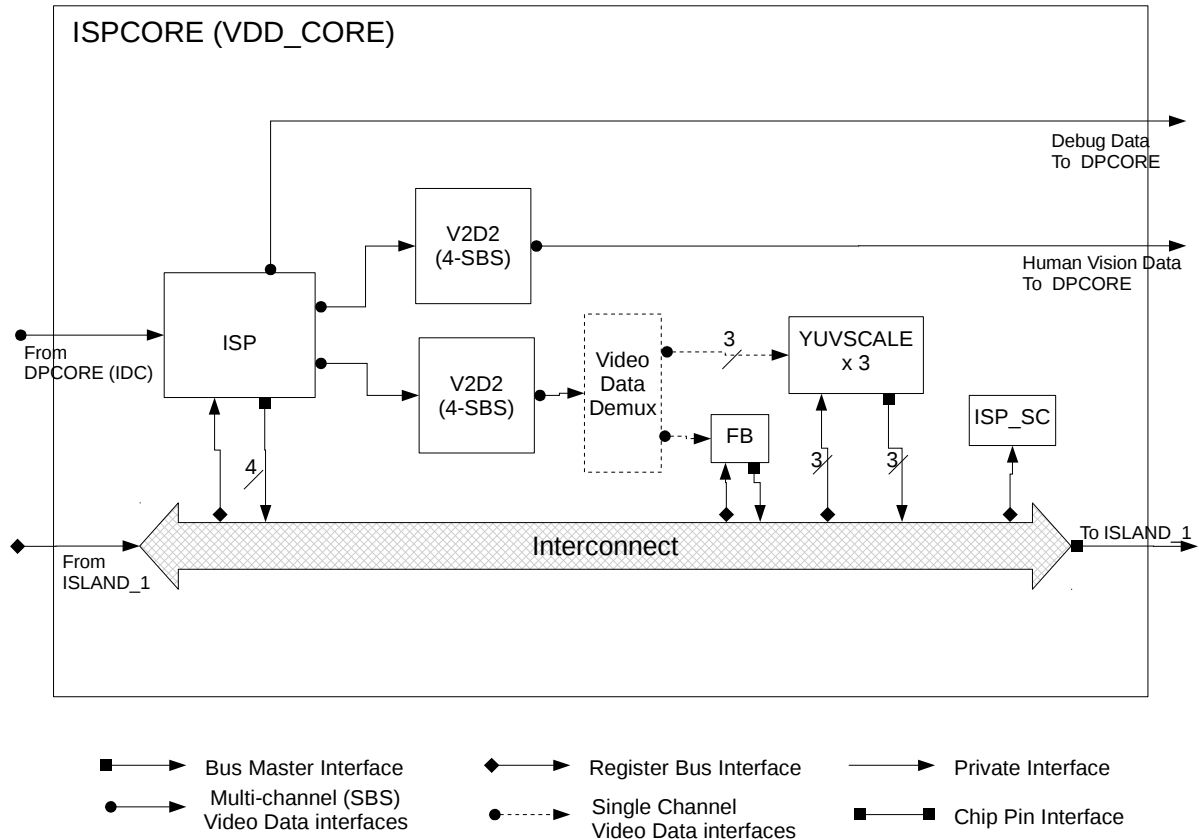 ISPCORE (VDD_CORE)
Debug Data
To DPCORE
V2D2
(4-SBS)
Human Vision Data
To DPCORE
ISP
From
DPCORE (IDC)
V2D2
(4-SBS)
Video
Data
Demux
3
YUVSCALE
x 3
FB
ISP_SC
4
3
3
Interconnect
From
ISLAND_1
To ISLAND_1
Bus Master Interface
Register Bus Interface
Private Interface
Multi-channel (SBS)
Video Data interfaces
Single Channel
Video Data interfaces
Chip Pin Interface